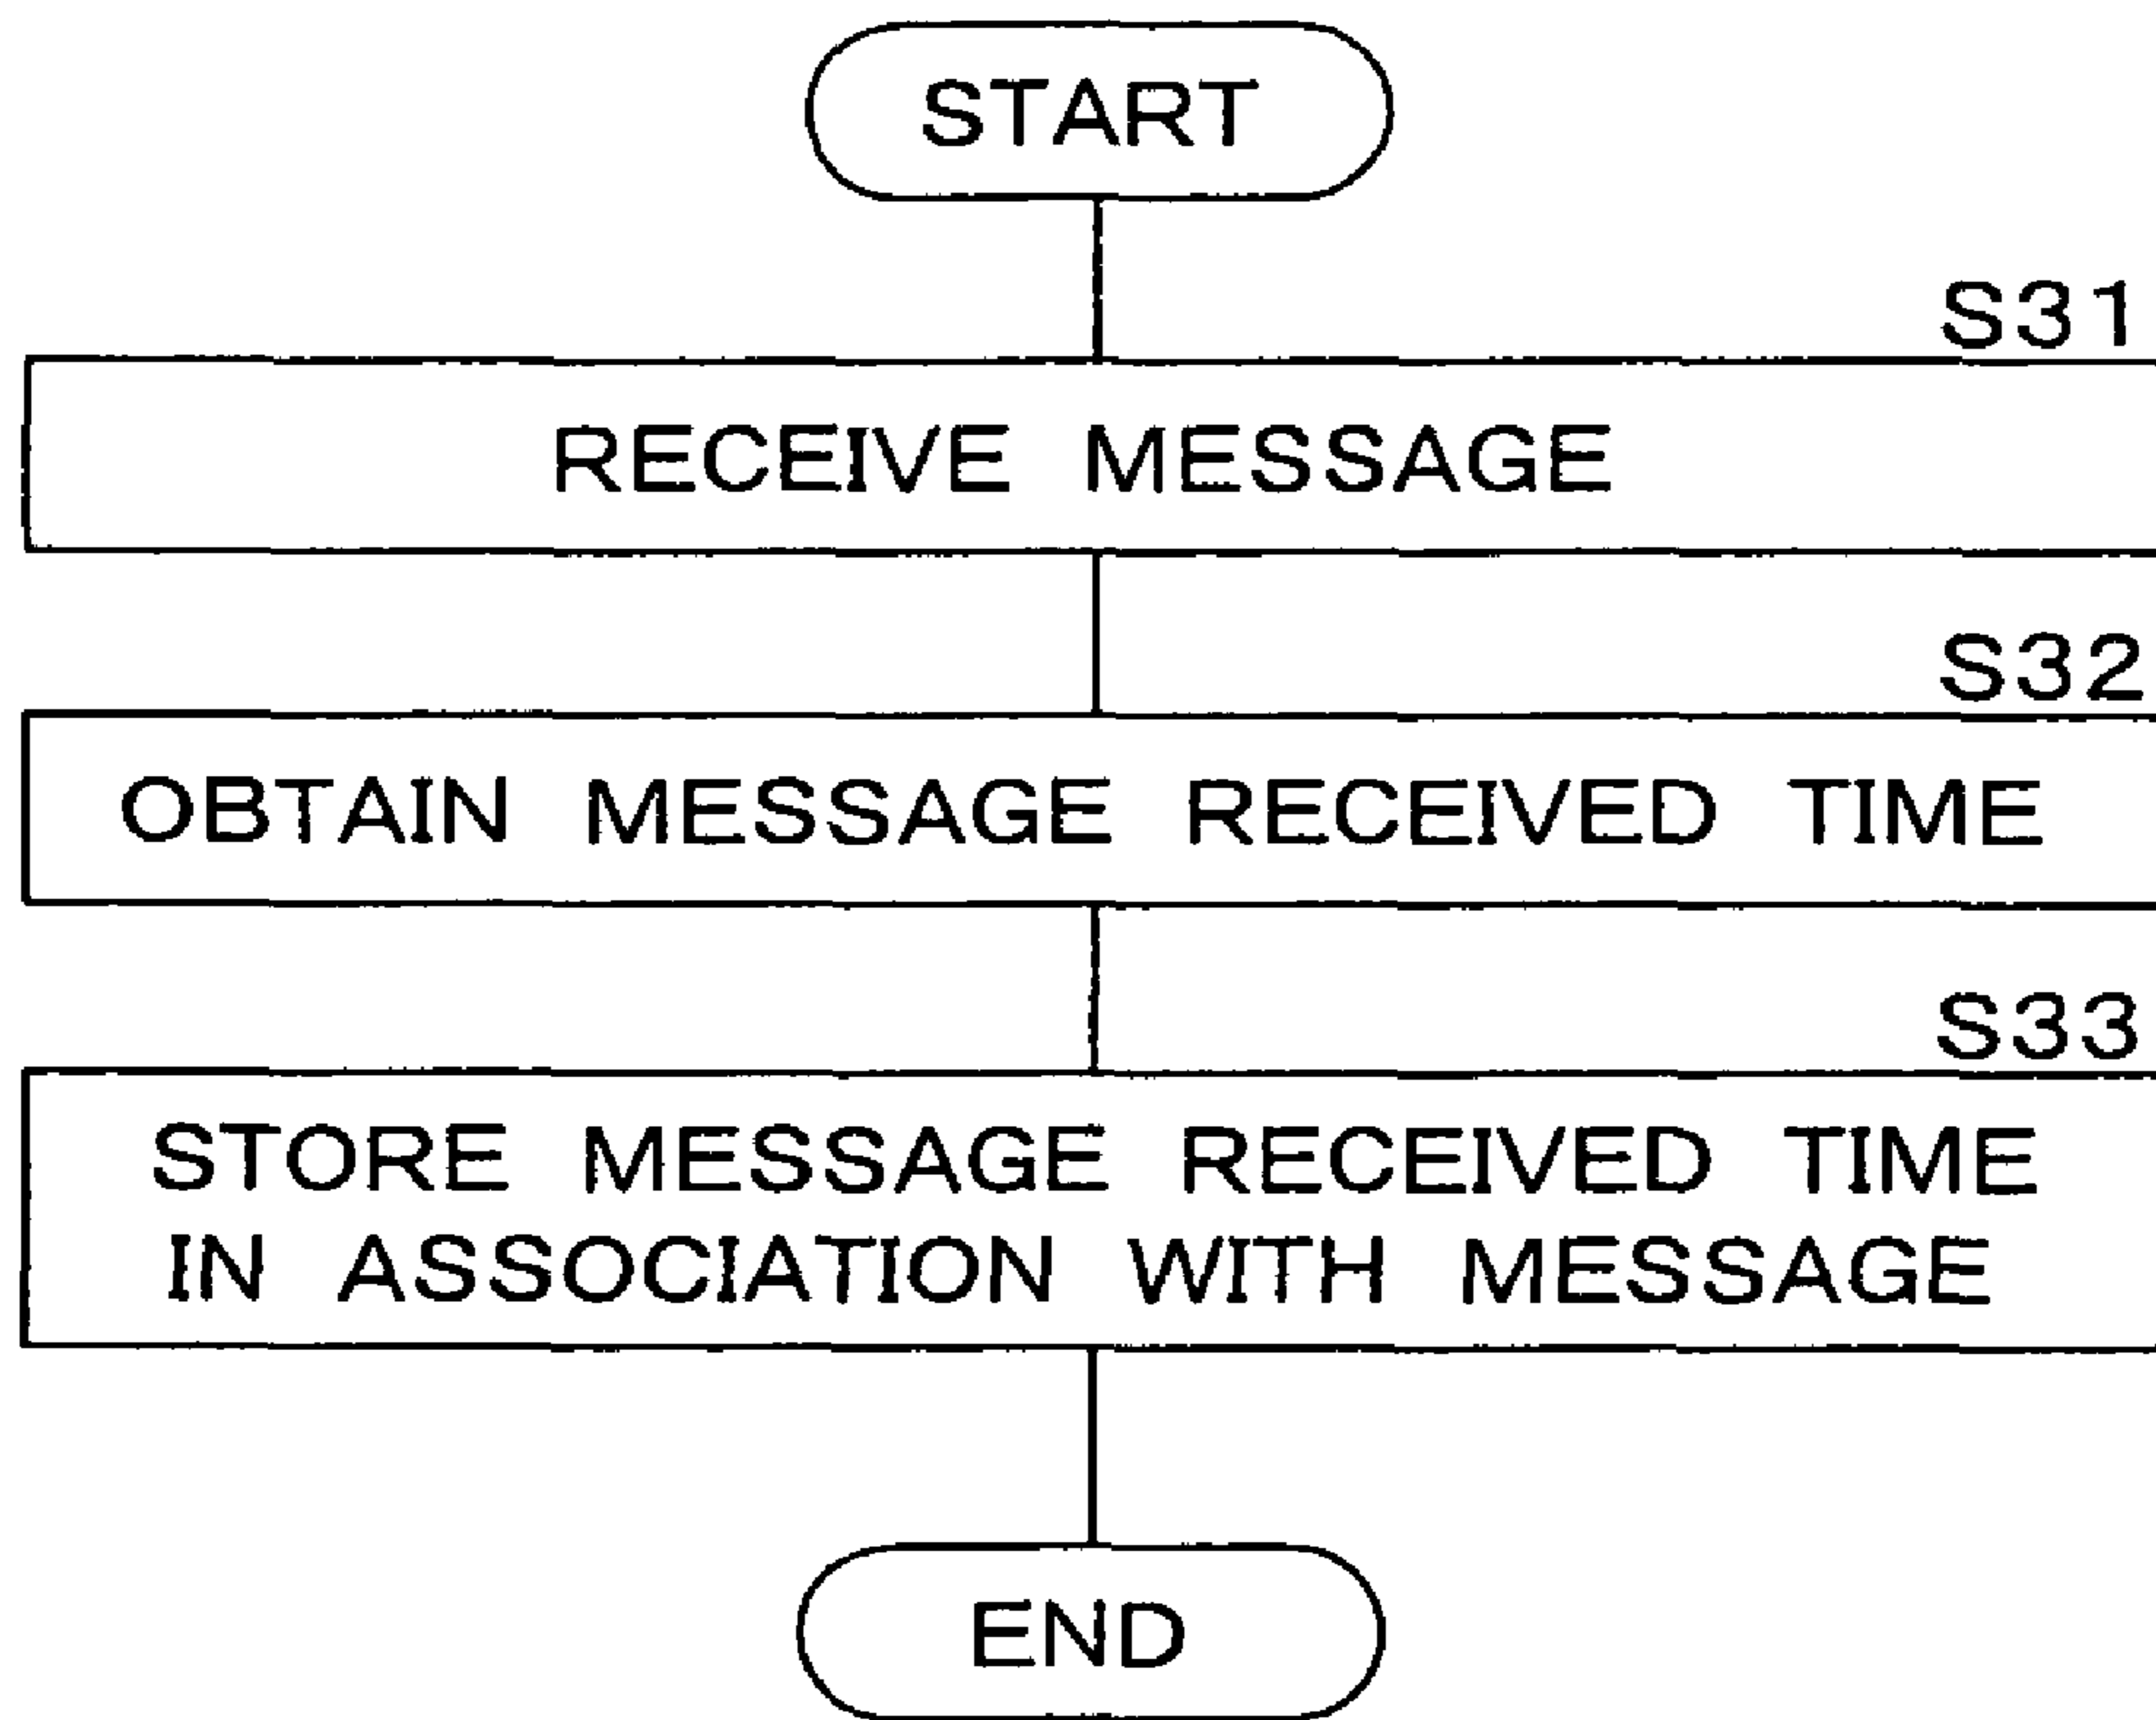 START
S31
RECEIVE MESSAGE
S32
OBTAIN MESSAGE RECEIVED TIME
S33
STORE MESSAGE RECEIVED TIME
IN ASSOCIATION WITH MESSAGE
END